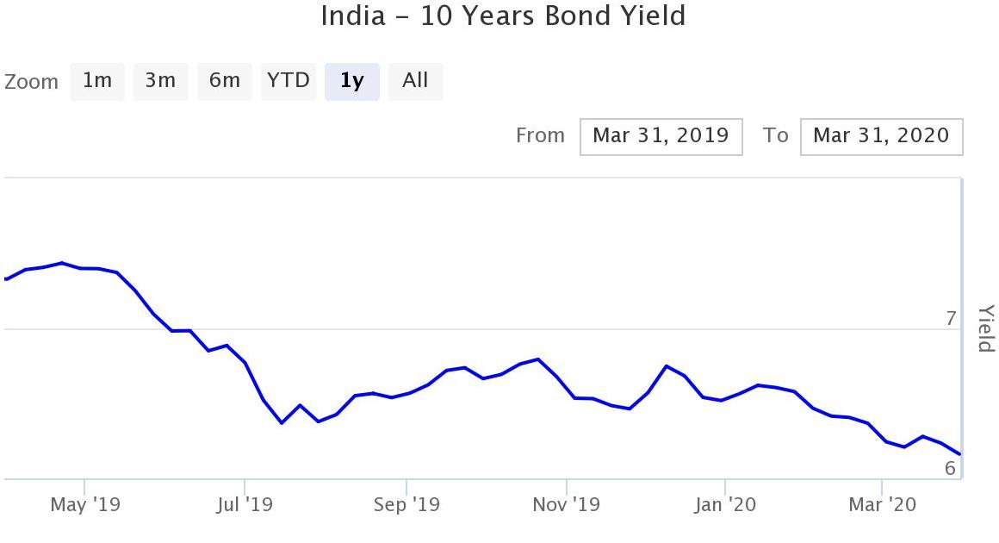 India – 10 Years Bond Yield
Zoom 1m 3m 6m YTD 1y All
From Mar 31, 2019 To Mar 31, 2020
7
Yield
6
May '19 Jul '19 Sep '19 Nov '19 Jan '20 Mar '20